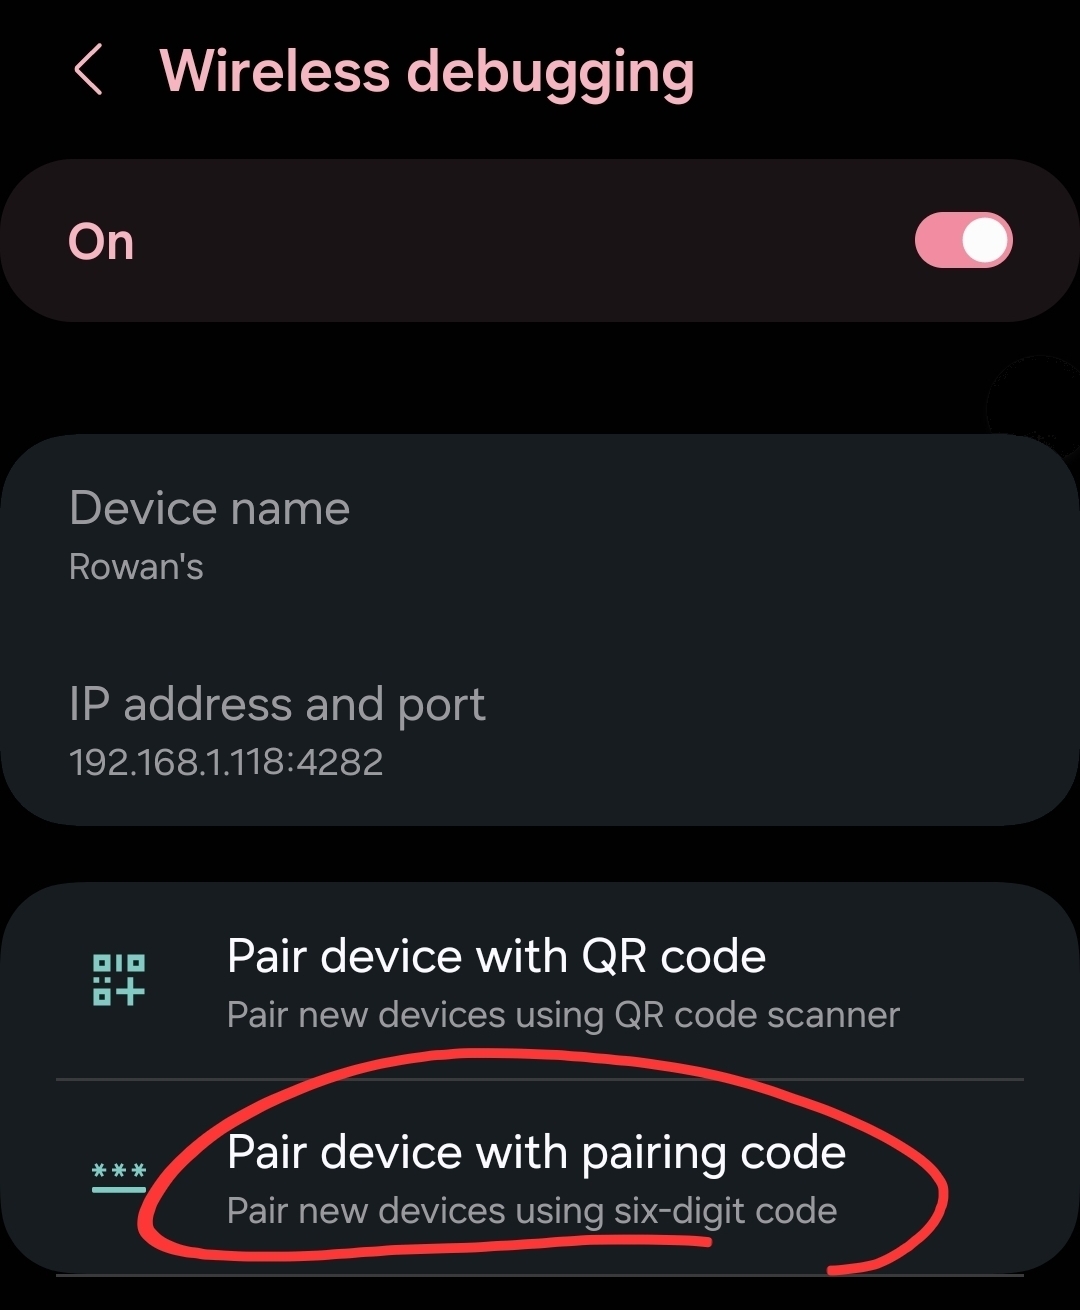 Wireless debugging
On
Device name
Rowan's
IP address and port
192.168.1.118:4282
Pair device with QR code
Pair new devices using QR code scanner
Pair device with pairing code
***
Pair new devices using six-digit code